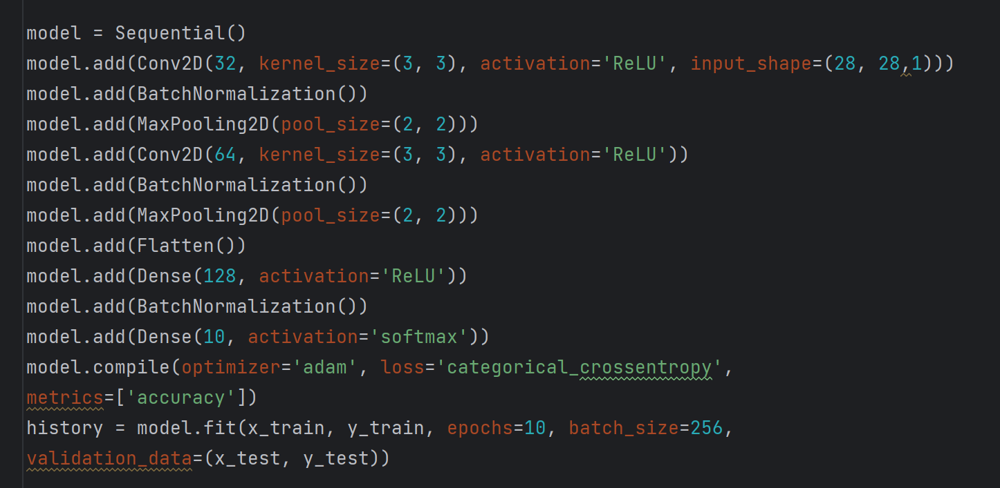 model = Sequential()
model.add(Conv2D(32, kernel_size=(3, 3), activation='ReLU', input_shape=(28, 28,1)))
model.add(BatchNormalization())
model.add(MaxPooling2D(pool_size=(2, 2)))
model.add(Conv2D(64, kernel_size=(3, 3), activation='ReLU'))
model.add(BatchNormalization())
model.add(MaxPooling2D(pool_size=(2, 2)))
model.add(Flatten())
model.add(Dense(128, activation='ReLU'))
model.add(BatchNormalization())
model.add(Dense(10, activation='softmax'))
model.compile(optimizer='adam', loss='categorical_crossentropy',
metrics=['accuracy'])
history = model.fit(x_train, y_train, epochs=10, batch_size=256,
validation_data=(x_test, y_test))